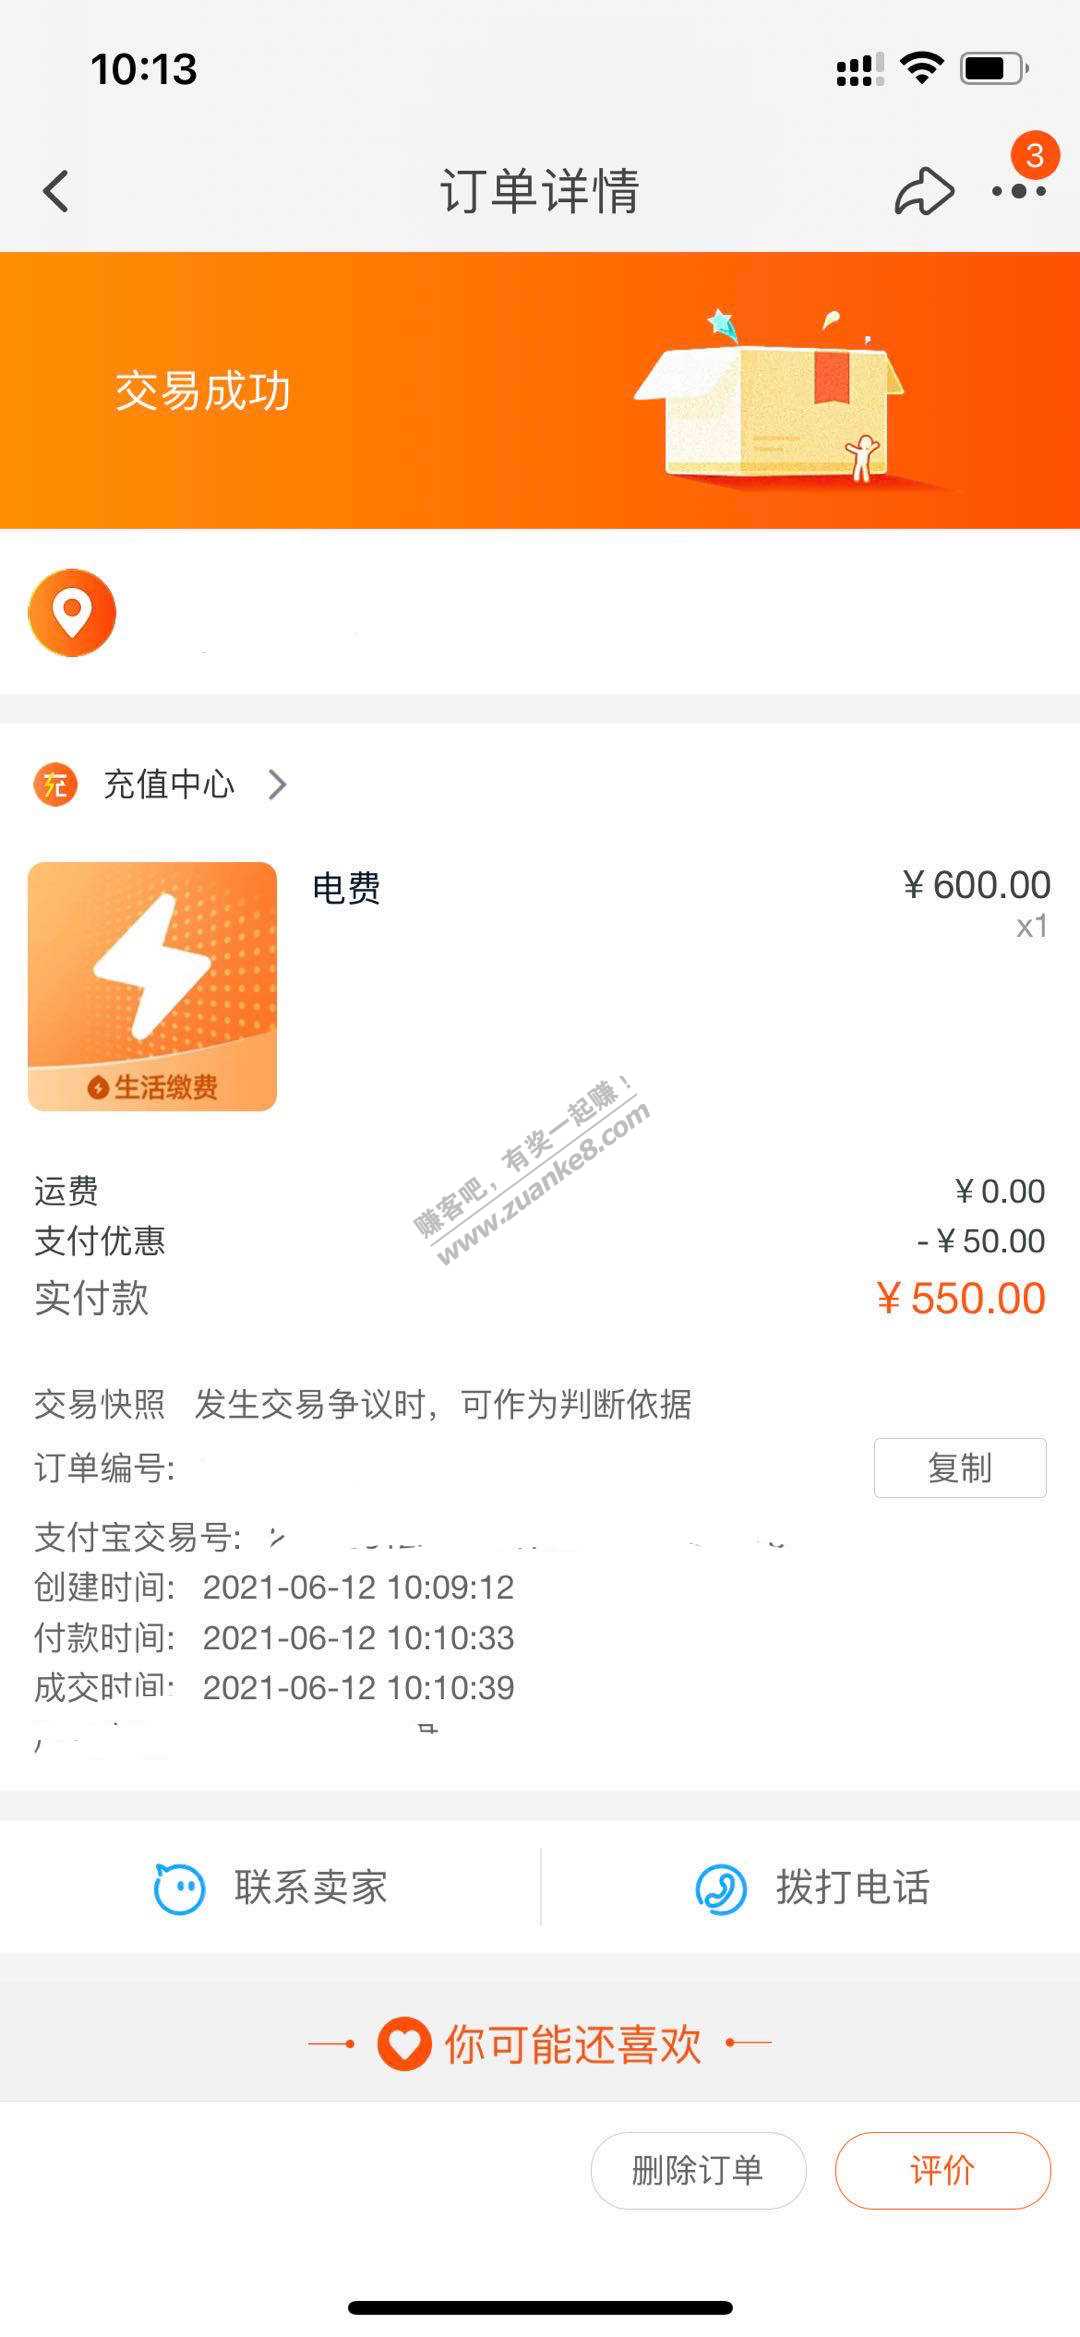 10:13
订单详情
3
交易成功
充 充值中心
电费
¥600.00
x1
生活缴费
赚客吧，有奖一起赚！
www.zuanke8.com
运费 ¥0.00
支付优惠 -¥50.00
实付款 ¥550.00
交易快照 发生交易争议时，可作为判断依据
订单编号: 复制
支付宝交易号:
创建时间: 2021-06-12 10:09:12
付款时间: 2021-06-12 10:10:33
成交时间: 2021-06-12 10:10:39
联系卖家 拨打电话
你可能还喜欢
删除订单 评价